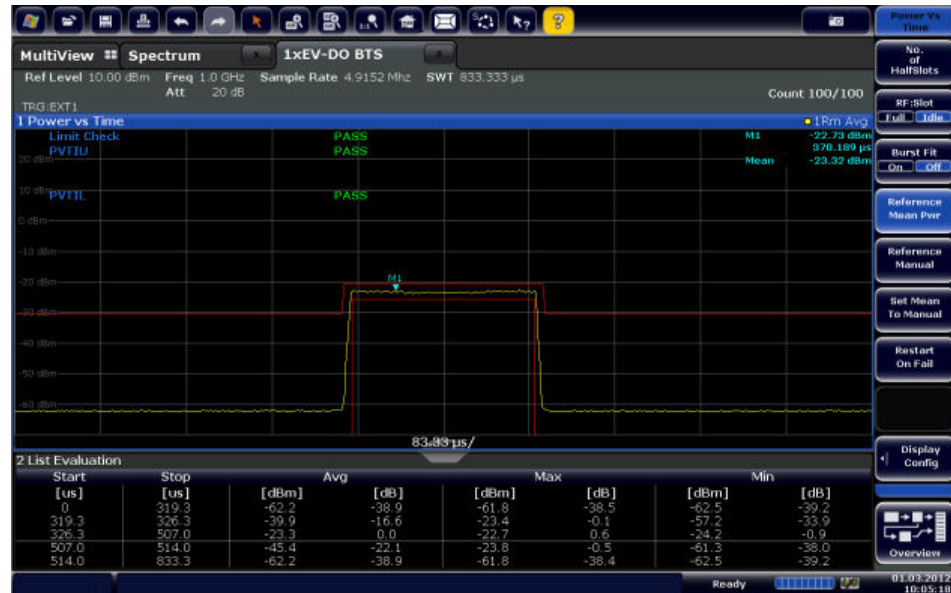 Power Vs Time
MultiView Spectrum x 1xEV-DO BTS x
Ref Level 10.00 dBm Freq 1.0 GHz Sample Rate 4.9152 Mhz SWT 833.333 µs
Att 20 dB Count 100/100
TRG:EXT1
1 Power vs Time 1Rm Avg
Limit Check PASS M1 -22.73 dBm
PVTIU PASS 370.189 µs
Mean -23.32 dBm
20 dBm
10 dBm
PVTIL PASS
0 dBm
-10 dBm
-20 dBm
M1
-30 dBm
-40 dBm
-50 dBm
-60 dBm
83.33 µs/
2 List Evaluation
Start Stop Avg Max Min
[us] [us] [dBm] [dB] [dBm] [dB] [dBm] [dB]
0 319.3 -62.2 -38.9 -61.8 -38.5 -62.5 -39.2
319.3 326.3 -39.9 -16.6 -23.4 -0.1 -57.2 -33.9
326.3 507.0 -23.3 0.0 -22.7 0.6 -24.2 -0.9
507.0 514.0 -45.4 -22.1 -23.8 -0.5 -61.3 -38.0
514.0 833.3 -62.2 -38.9 -61.8 -38.4 -62.5 -39.2
No. of HalfSlots
RF:Slot
Full Idle
Burst Fit
On Off
Reference Mean Pwr
Reference Manual
Set Mean To Manual
Restart On Fail
Display Config
Overview
Ready
01.03.2012
10:05:18